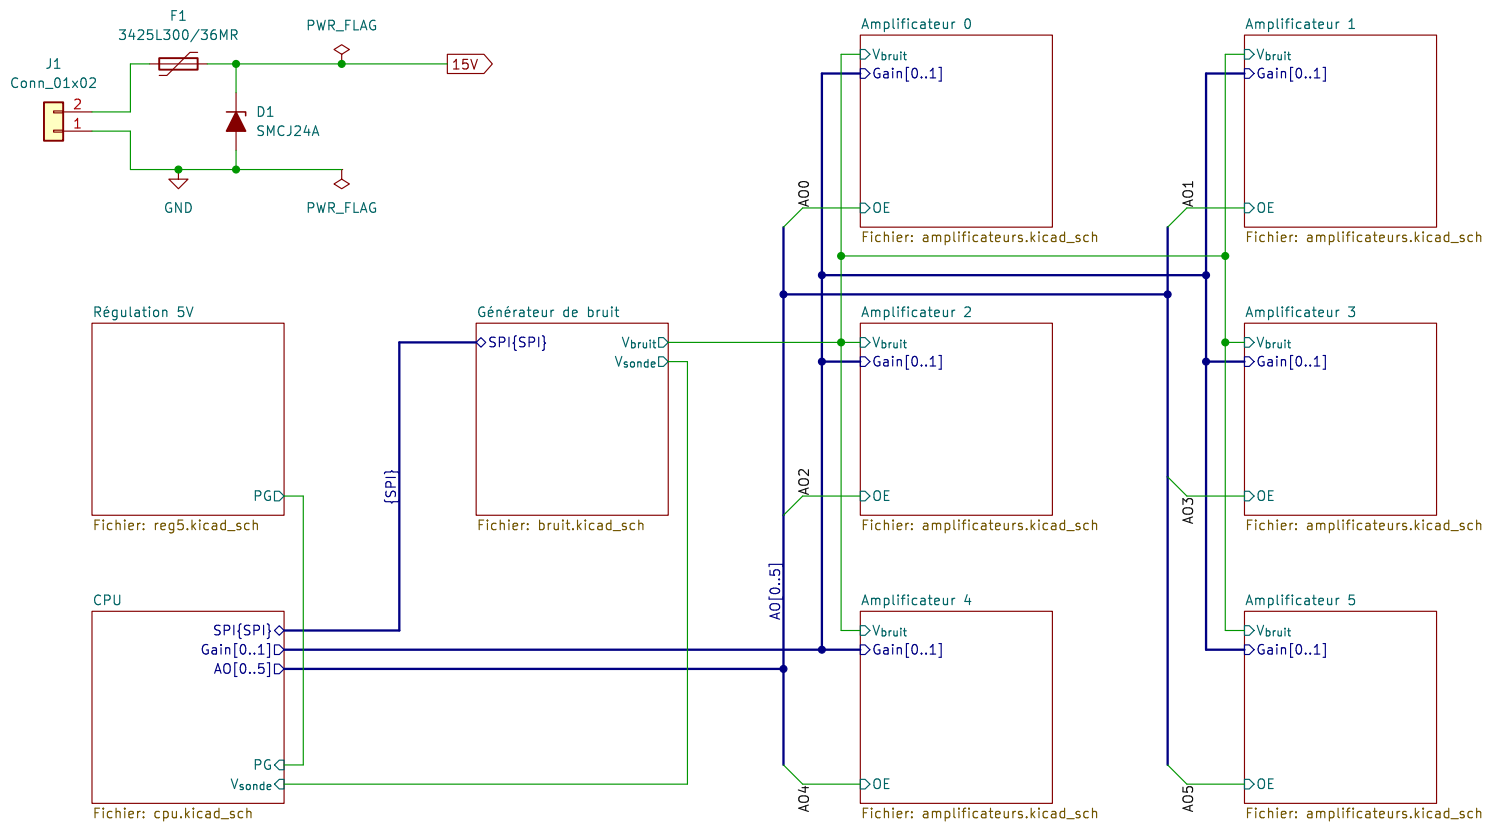 F1
3425L300/36MR
PWR_FLAG
15V
J1
Conn_01x02
2
1
D1
SMCJ24A
GND
PWR_FLAG
Amplificateur 0
Vbruit
Gain[0..1]
AO0
OE
Fichier: amplificateurs.kicad_sch
Amplificateur 1
Vbruit
Gain[0..1]
AO1
OE
Fichier: amplificateurs.kicad_sch
Régulation 5V
PG
Fichier: reg5.kicad_sch
{SPI}
Générateur de bruit
SPI{SPI}
Vbruit
Vsonde
Fichier: bruit.kicad_sch
Amplificateur 2
Vbruit
Gain[0..1]
AO2
OE
Fichier: amplificateurs.kicad_sch
Amplificateur 3
Vbruit
Gain[0..1]
AO3
OE
Fichier: amplificateurs.kicad_sch
CPU
SPI{SPI}
Gain[0..1]
AO[0..5]
PG
Vsonde
Fichier: cpu.kicad_sch
AO[0..5]
Amplificateur 4
Vbruit
Gain[0..1]
AO4
OE
Fichier: amplificateurs.kicad_sch
Amplificateur 5
Vbruit
Gain[0..1]
AO5
OE
Fichier: amplificateurs.kicad_sch